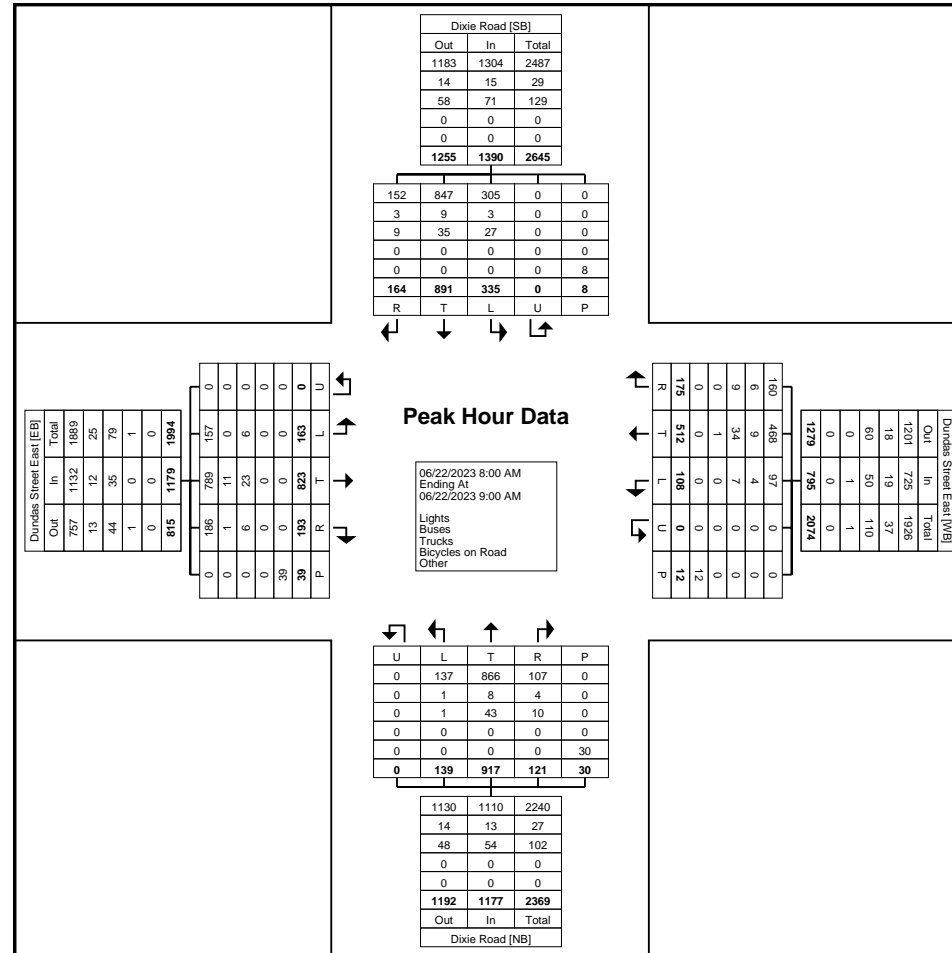 Dixie Road [SB]
Out In Total
1183 1304 2487
14 15 29
58 71 129
0 0 0
0 0 0
1255 1390 2645
152 847 305 0 0
3 9 3 0 0
9 35 27 0 0
0 0 0 0 0
0 0 0 0 8
164 891 335 0 8
R T L U P
Dundas Street East [EB]
Total In Out
1889 1132 757
25 12 13
79 35 44
1 0 1
0 0 0
1994 1179 815
0 157 789 186 0
0 0 11 1 0
0 6 23 6 0
0 0 0 0 0
0 0 0 0 39
0 163 823 193 39
U L T R P
Peak Hour Data
06/22/2023 8:00 AM
Ending At
06/22/2023 9:00 AM
Lights
Buses
Trucks
Bicycles on Road
Other
R T L U P
175 512 108 0 12
0 0 0 0 12
0 1 0 0 0
9 34 7 0 0
6 9 4 0 0
160 468 97 0 0
1279 795 2074
0 0 0
0 1 1
60 50 110
18 19 37
1201 725 1926
Out In Total
Dundas Street East [WB]
U L T R P
0 137 866 107 0
0 1 8 4 0
0 1 43 10 0
0 0 0 0 0
0 0 0 0 30
0 139 917 121 30
1130 1110 2240
14 13 27
48 54 102
0 0 0
0 0 0
1192 1177 2369
Out In Total
Dixie Road [NB]